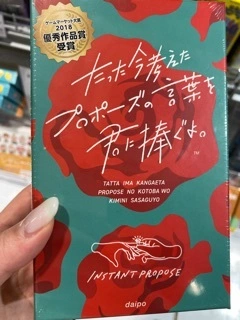 ゲームマーケット大賞
2018
優秀作品賞
受賞
たった今考えた
プロポーズの言葉を
君に捧ぐよ。
TM
TATTA IMA KANGAETA
PROPOSE NO KOTOBA WO
KIMINI SASAGUYO
INSTANT PROPOSE
daipo